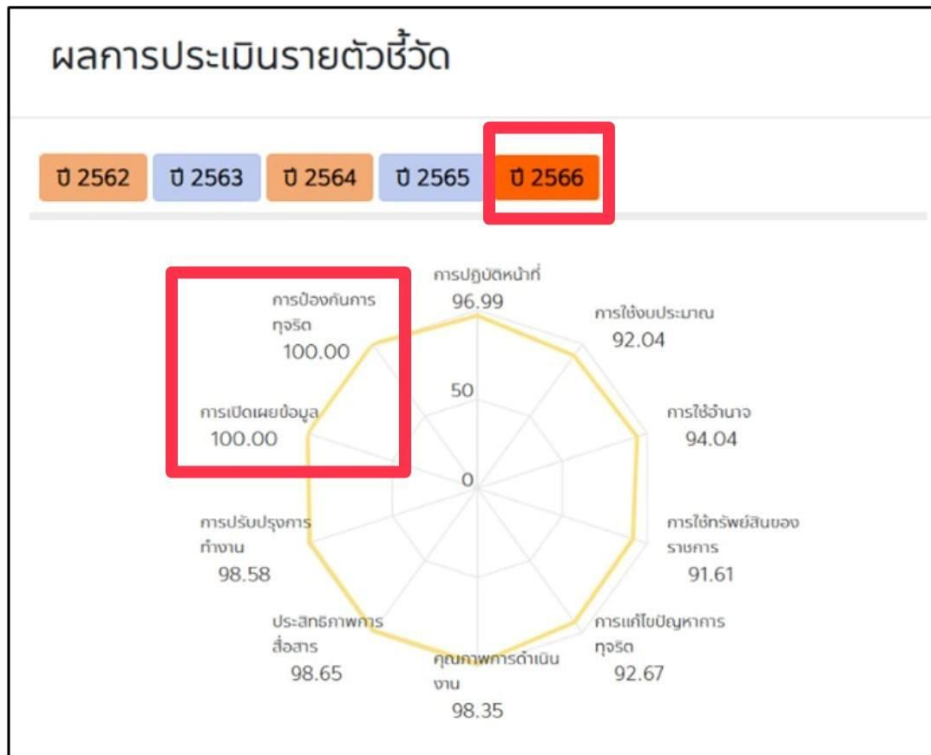 ผลการประเมินรายตัวชี้วัด
ปี 2562 ปี 2563 ปี 2564 ปี 2565 ปี 2566
การปฏิบัติหน้าที่
96.99
การใช้งบประมาณ
92.04
การใช้อำนาจ
94.04
การใช้ทรัพย์สินของ
ราชการ
91.61
การแก้ไขปัญหาการ
ทุจริต
92.67
คุณภาพการดำเนิน
งาน
98.35
ประสิทธิภาพการ
สื่อสาร
98.65
การปรับปรุงการ
ทำงาน
98.58
การเปิดเผยข้อมูล
100.00
การป้องกันการ
ทุจริต
100.00
50
0